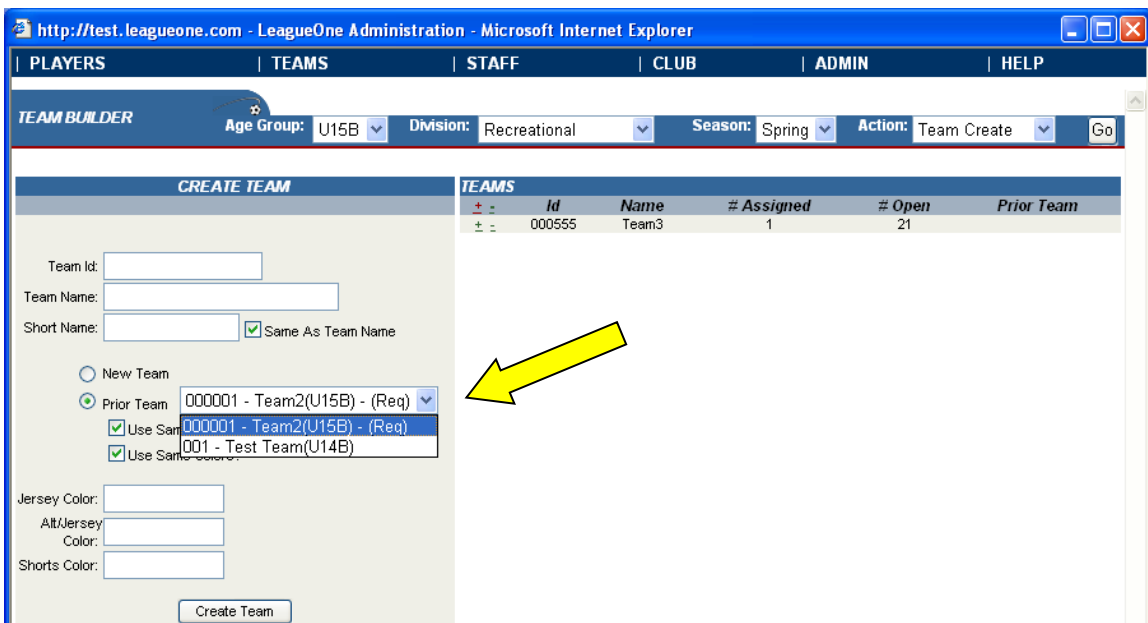 http://test.leagueone.com - LeagueOne Administration - Microsoft Internet Explorer
| PLAYERS | TEAMS | STAFF | CLUB | ADMIN | HELP
TEAM BUILDER Age Group: U15B Division: Recreational Season: Spring Action: Team Create Go
CREATE TEAM TEAMS
+ - Id Name # Assigned # Open Prior Team
+ - 000555 Team3 1 21
Team Id:
Team Name:
Short Name: Same As Team Name
New Team
Prior Team 000001 - Team2(U15B) - (Req)
Use 000001 - Team2(U15B) - (Req)
001 - Test Team(U14B)
Use
Jersey Color:
Alt/Jersey
Color:
Shorts Color:
Create Team